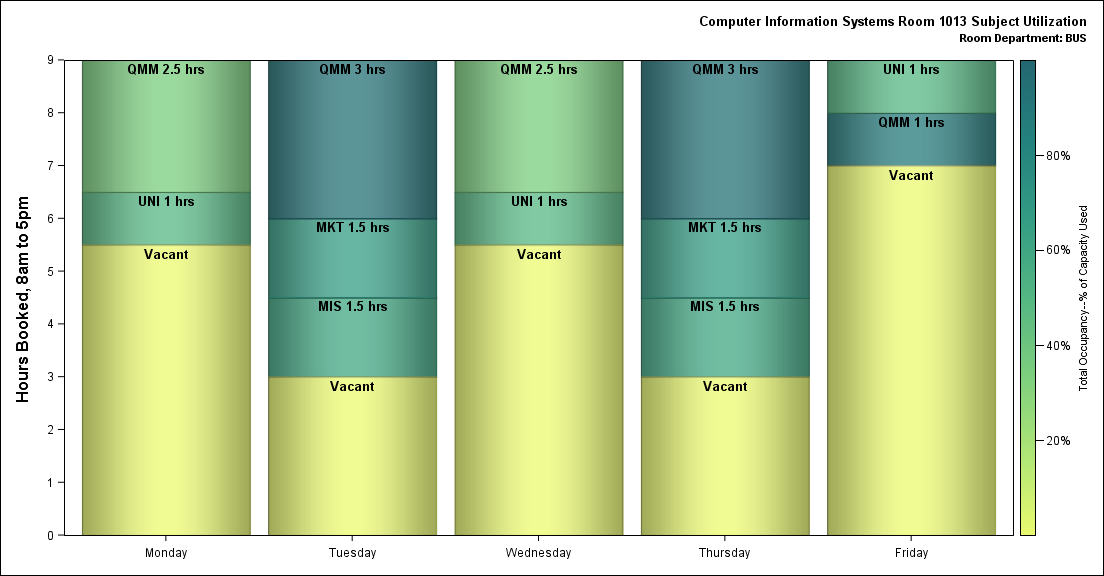 Computer Information Systems Room 1013 Subject Utilization
Room Department: BUS
Hours Booked, 8am to 5pm
9
8
7
6
5
4
3
2
1
0
QMM 2.5 hrs
UNI 1 hrs
Vacant
QMM 3 hrs
MKT 1.5 hrs
MIS 1.5 hrs
Vacant
QMM 2.5 hrs
UNI 1 hrs
Vacant
QMM 3 hrs
MKT 1.5 hrs
MIS 1.5 hrs
Vacant
UNI 1 hrs
QMM 1 hrs
Vacant
Monday
Tuesday
Wednesday
Thursday
Friday
80%
60%
40%
20%
Total Occupancy--% of Capacity Used